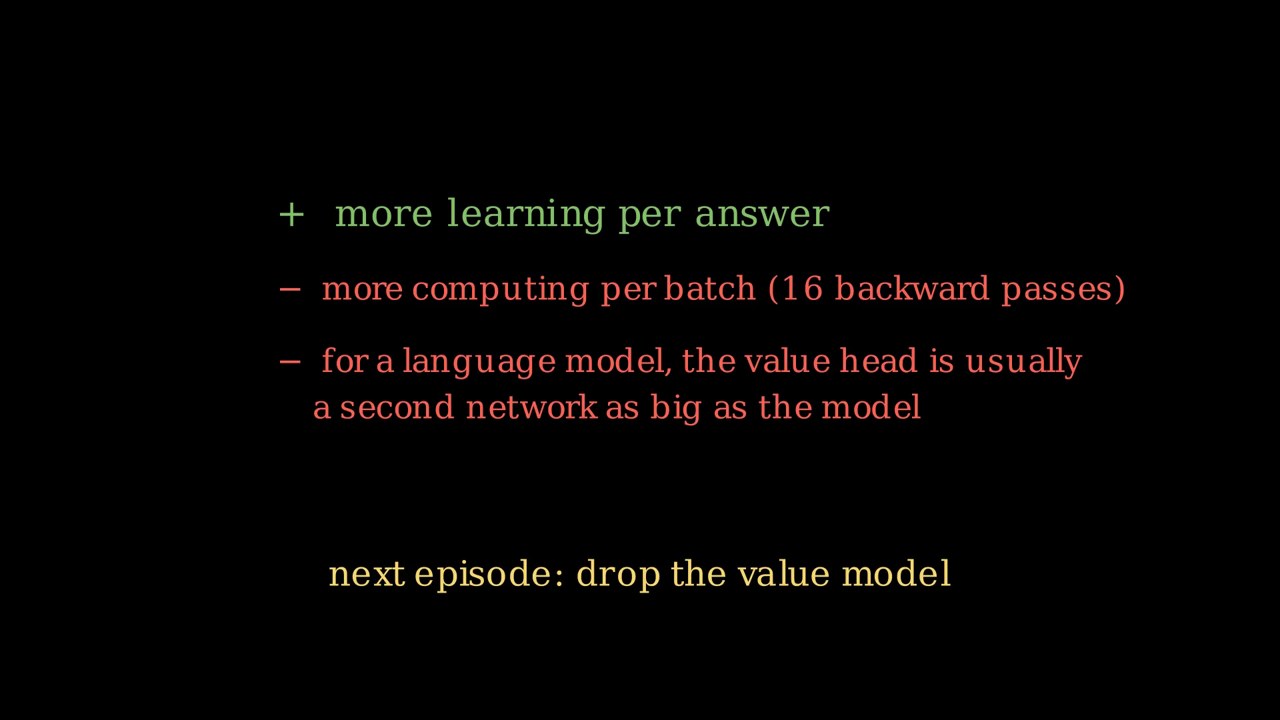 + more learning per answer
− more computing per batch (16 backward passes)
− for a language model, the value head is usually
a second network as big as the model
next episode: drop the value model